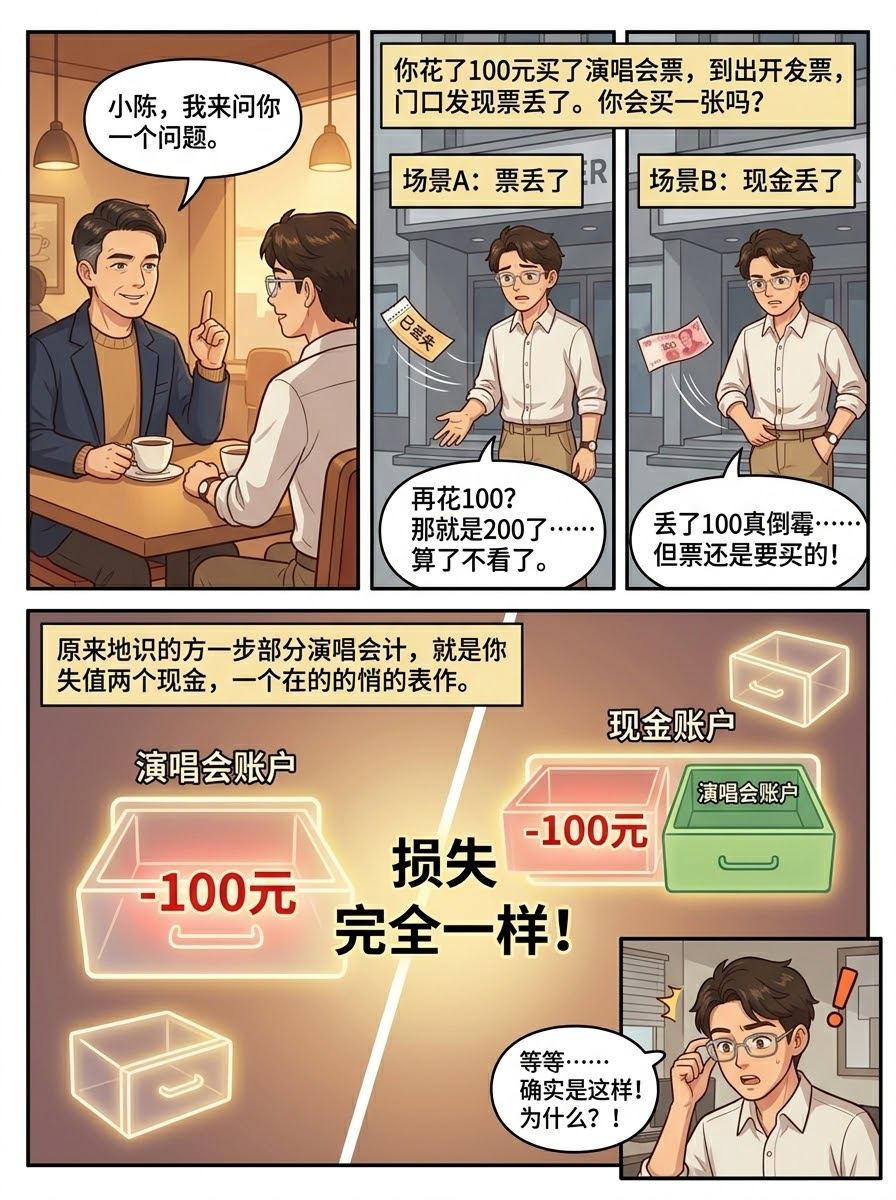 小陈，我来问你
一个问题。
你花了100元买了演唱会票，到出开发票，
门口发现票丢了。你会买一张吗？
场景A：票丢了
ER
场景B：现金丢了
R
再花100？
那就是200了……
算了不看了。
100
丢了100真倒霉……
但票还是要买的！
原来地识的方一步部分演唱会计，就是你
失值两个现金，一个在的的悄的表作。
演唱会账户
-100元
现金账户
-100元
演唱会账户
损失
完全一样！
等等……
确实是这样！
为什么？！